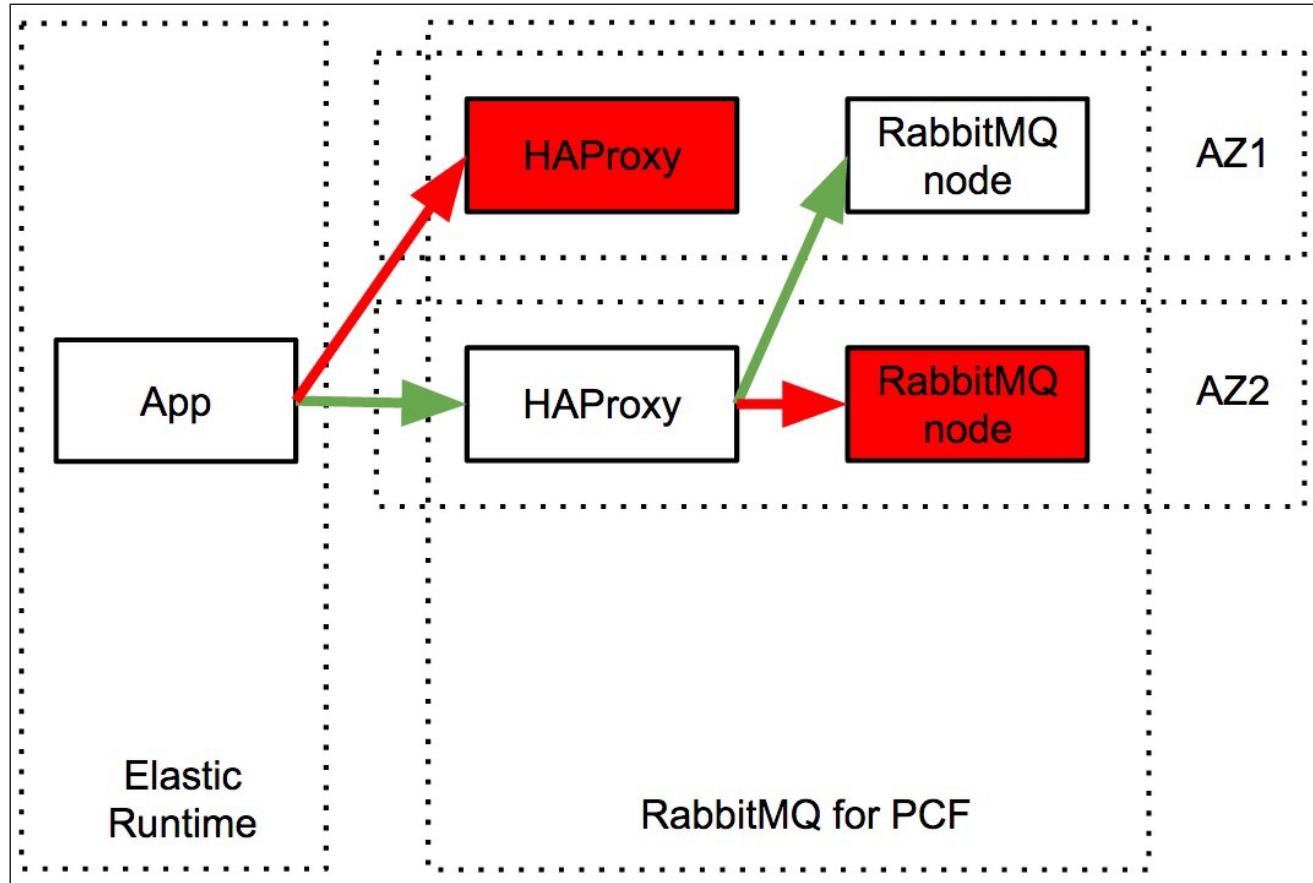 HAProxy
RabbitMQ
node
AZ1
App
HAProxy
RabbitMQ
node
AZ2
Elastic
Runtime
RabbitMQ for PCF